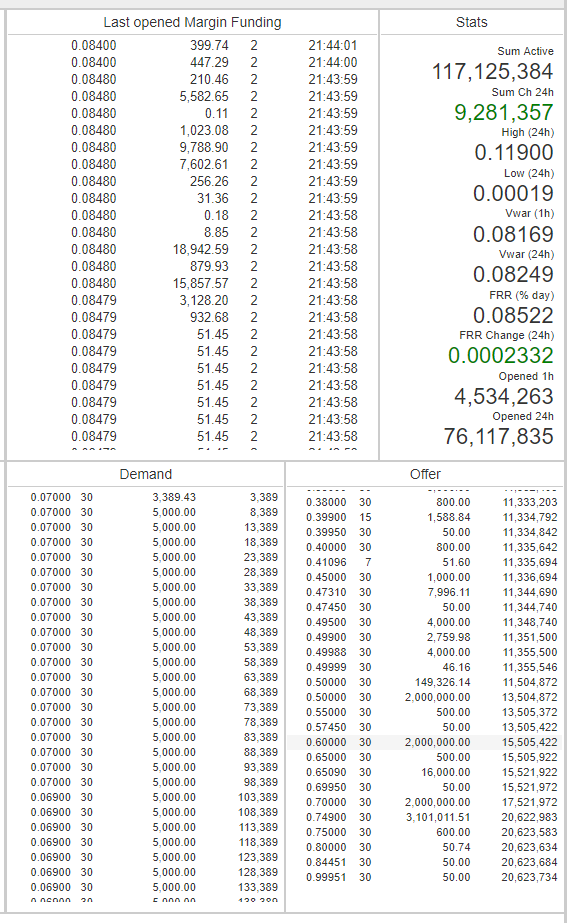 Last opened Margin Funding
0.08400 399.74 2 21:44:01
0.08400 447.29 2 21:44:00
0.08480 210.46 2 21:43:59
0.08480 5,582.65 2 21:43:59
0.08480 0.11 2 21:43:59
0.08480 1,023.08 2 21:43:59
0.08480 9,788.90 2 21:43:59
0.08480 7,602.61 2 21:43:59
0.08480 256.26 2 21:43:59
0.08480 31.36 2 21:43:59
0.08480 0.18 2 21:43:58
0.08480 8.85 2 21:43:58
0.08480 18,942.59 2 21:43:58
0.08480 879.93 2 21:43:58
0.08480 15,857.57 2 21:43:58
0.08479 3,128.20 2 21:43:58
0.08479 932.68 2 21:43:58
0.08479 51.45 2 21:43:58
0.08479 51.45 2 21:43:58
0.08479 51.45 2 21:43:58
0.08479 51.45 2 21:43:58
0.08479 51.45 2 21:43:58
0.08479 51.45 2 21:43:58
0.08479 51.45 2 21:43:58
Stats
Sum Active
117,125,384
Sum Ch 24h
9,281,357
High (24h)
0.11900
Low (24h)
0.00019
Vwar (1h)
0.08169
Vwar (24h)
0.08249
FRR (% day)
0.08522
FRR Change (24h)
0.0002332
Opened 1h
4,534,263
Opened 24h
76,117,835
Demand
0.07000 30 3,389.43 3,389
0.07000 30 5,000.00 8,389
0.07000 30 5,000.00 13,389
0.07000 30 5,000.00 18,389
0.07000 30 5,000.00 23,389
0.07000 30 5,000.00 28,389
0.07000 30 5,000.00 33,389
0.07000 30 5,000.00 38,389
0.07000 30 5,000.00 43,389
0.07000 30 5,000.00 48,389
0.07000 30 5,000.00 53,389
0.07000 30 5,000.00 58,389
0.07000 30 5,000.00 63,389
0.07000 30 5,000.00 68,389
0.07000 30 5,000.00 73,389
0.07000 30 5,000.00 78,389
0.07000 30 5,000.00 83,389
0.07000 30 5,000.00 88,389
0.07000 30 5,000.00 93,389
0.07000 30 5,000.00 98,389
0.06900 30 5,000.00 103,389
0.06900 30 5,000.00 108,389
0.06900 30 5,000.00 113,389
0.06900 30 5,000.00 118,389
0.06900 30 5,000.00 123,389
0.06900 30 5,000.00 128,389
0.06900 30 5,000.00 133,389
Offer
0.38000 30 800.00 11,333,203
0.39900 15 1,588.84 11,334,792
0.39950 30 50.00 11,334,842
0.40000 30 800.00 11,335,642
0.41096 7 51.60 11,335,694
0.45000 30 1,000.00 11,336,694
0.47310 30 7,996.11 11,344,690
0.47450 30 50.00 11,344,740
0.49500 30 4,000.00 11,348,740
0.49900 30 2,759.98 11,351,500
0.49988 30 4,000.00 11,355,500
0.49999 30 46.16 11,355,546
0.50000 30 149,326.14 11,504,872
0.50000 30 2,000,000.00 13,504,872
0.55000 30 500.00 13,505,372
0.57450 30 50.00 13,505,422
0.60000 30 2,000,000.00 15,505,422
0.65000 30 500.00 15,505,922
0.65090 30 16,000.00 15,521,922
0.69950 30 50.00 15,521,972
0.70000 30 2,000,000.00 17,521,972
0.74900 30 3,101,011.51 20,622,983
0.75000 30 600.00 20,623,583
0.80000 30 50.74 20,623,634
0.84451 30 50.00 20,623,684
0.99951 30 50.00 20,623,734